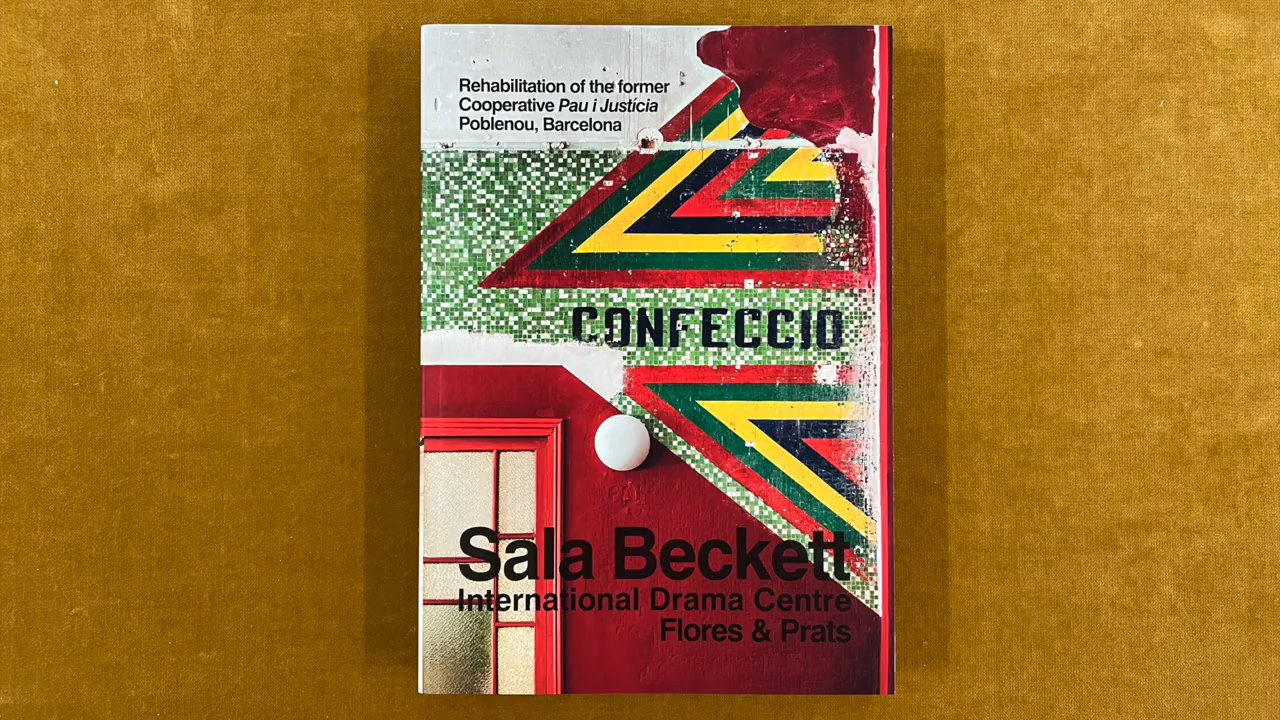 Rehabilitation of the former
Cooperative Pau i Justícia
Poblenou, Barcelona
CONFECCIO
Sala Beckett
International Drama Centre
Flores & Prats